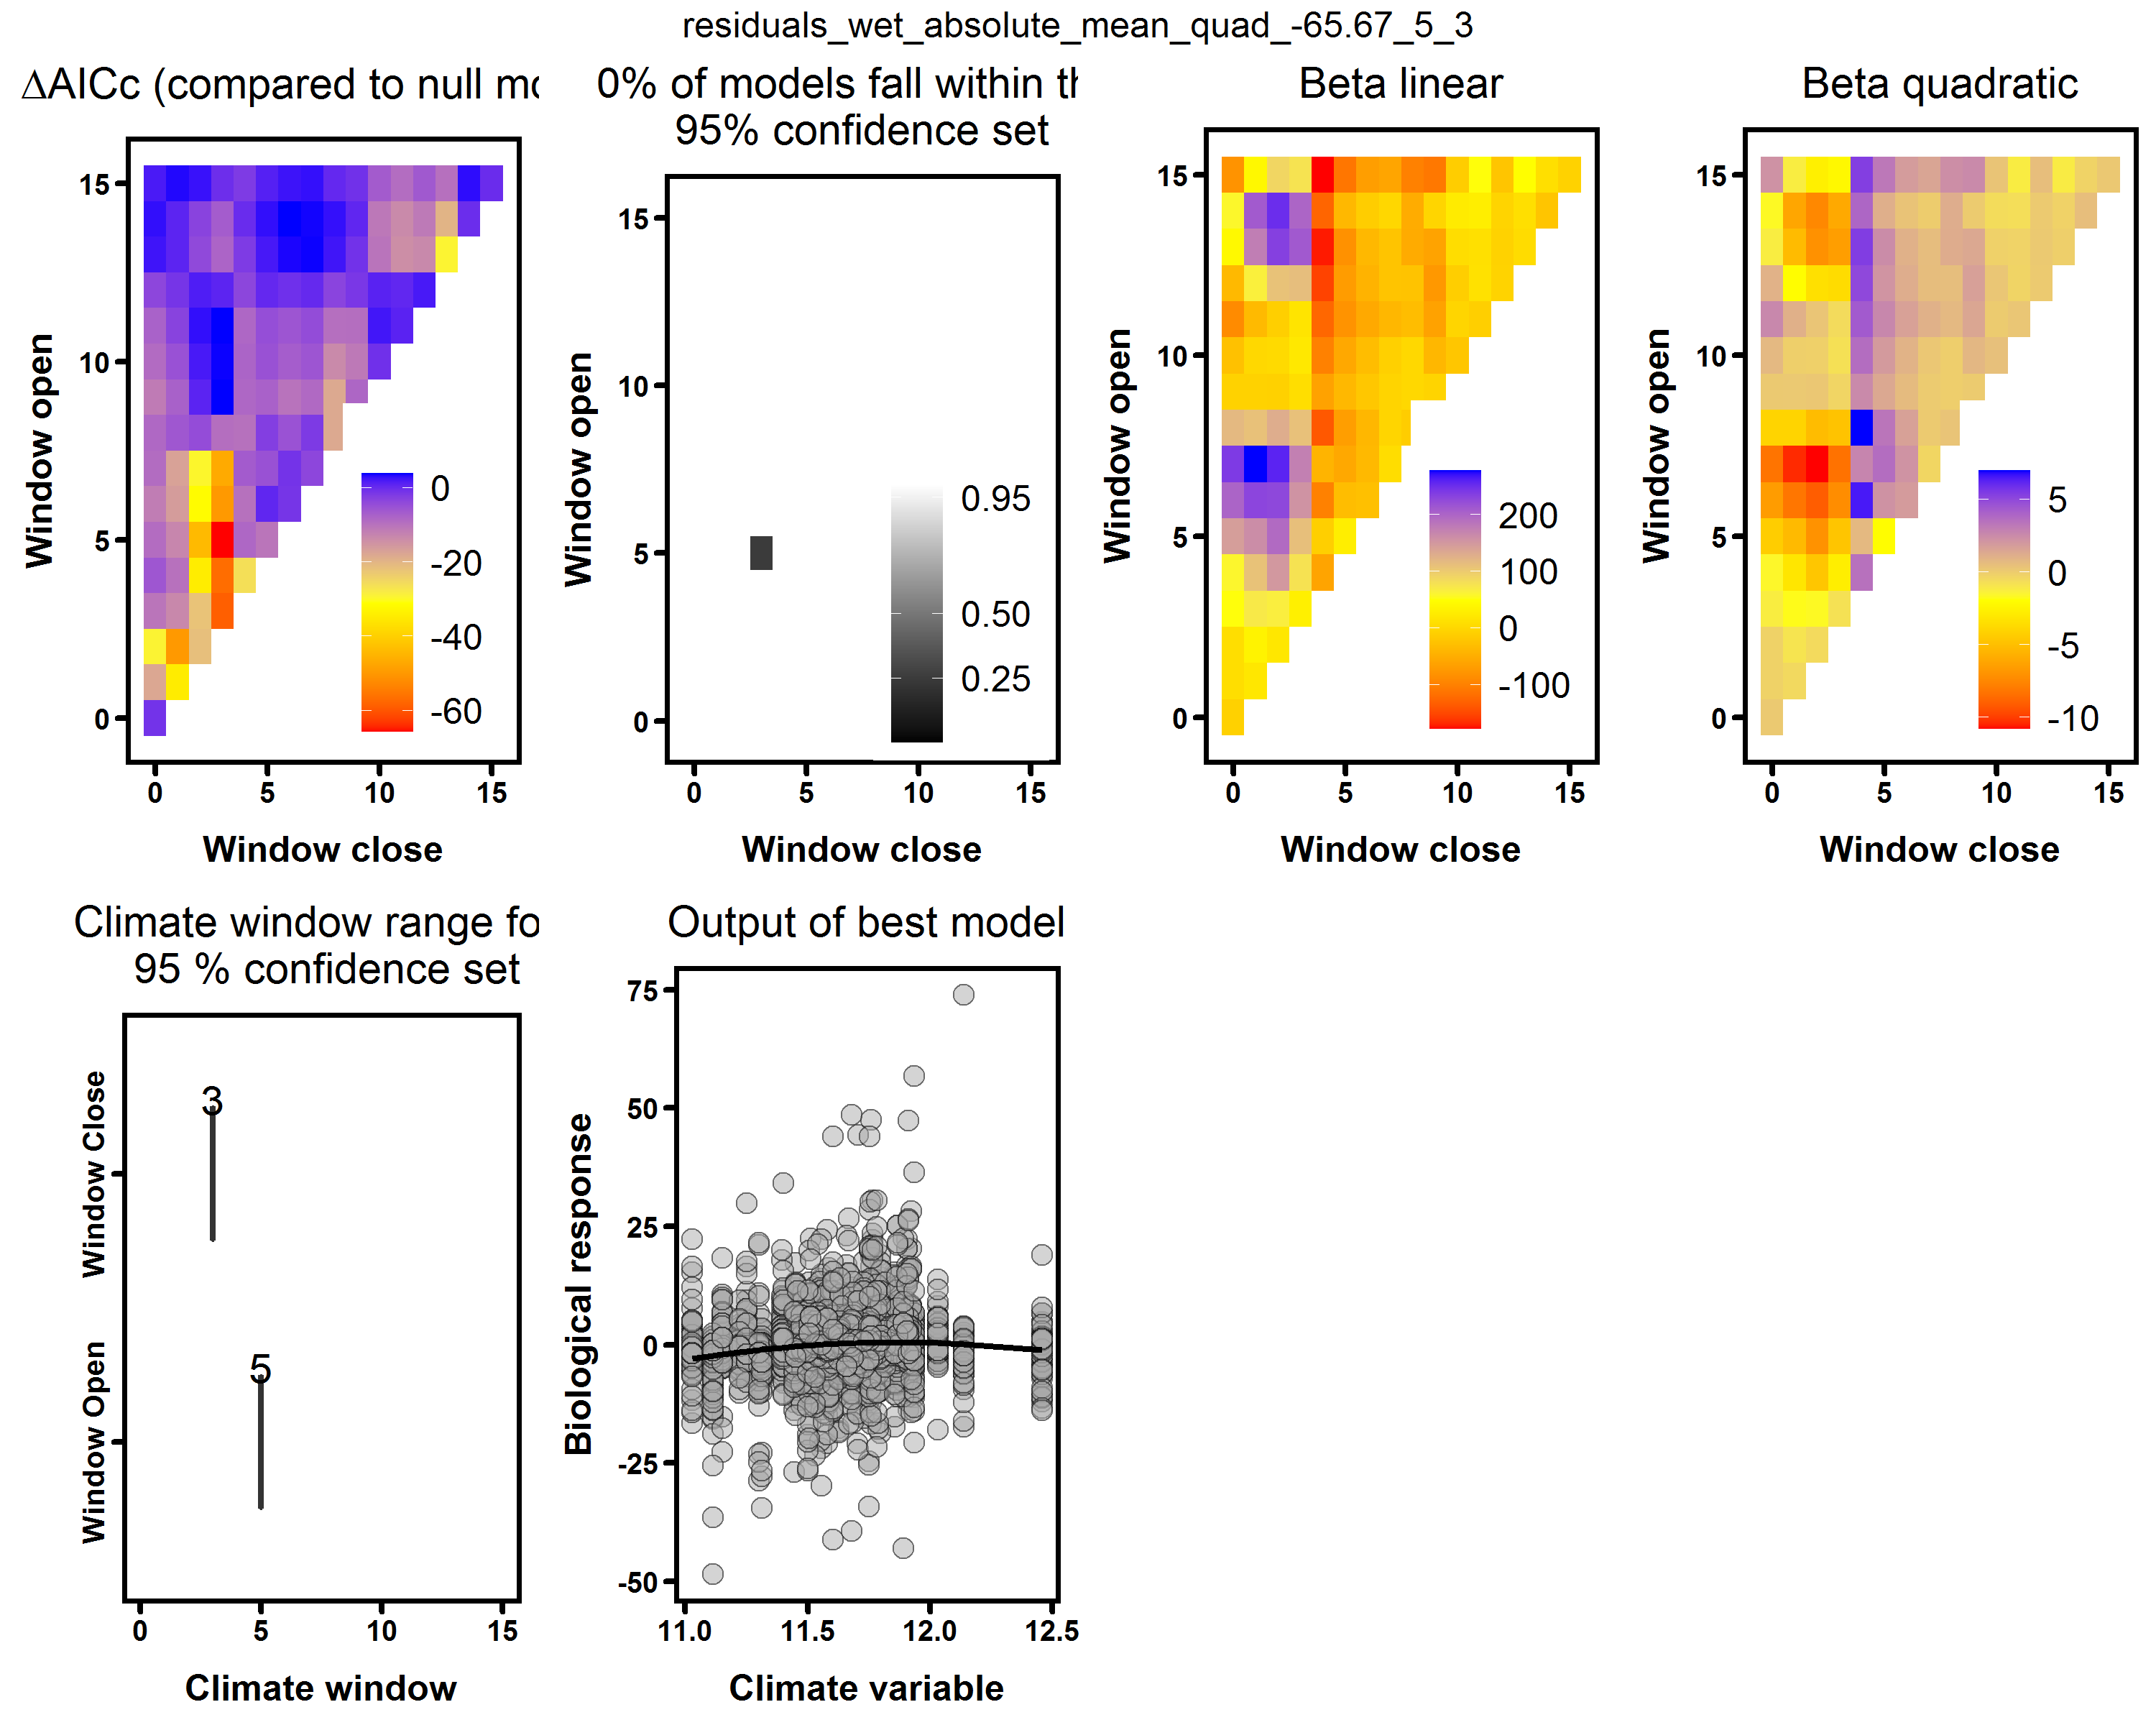 residuals_wet_absolute_mean_quad_-65.67_5_3
ΔAICc (compared to null mo
15
10
5
0
0
5
10
15
Window open
Window close
0
-20
-40
-60
0% of models fall within th
95% confidence set
15
10
5
0
0
5
10
15
Window open
Window close
0.95
0.50
0.25
Beta linear
15
10
5
0
0
5
10
15
Window open
Window close
200
100
0
-100
Beta quadratic
15
10
5
0
0
5
10
15
Window open
Window close
5
0
-5
-10
Climate window range fo
95 % confidence set
Window Close
Window Open
3
5
0
5
10
15
Climate window
Output of best model
75
50
25
0
-25
-50
11.0
11.5
12.0
12.5
Biological response
Climate variable